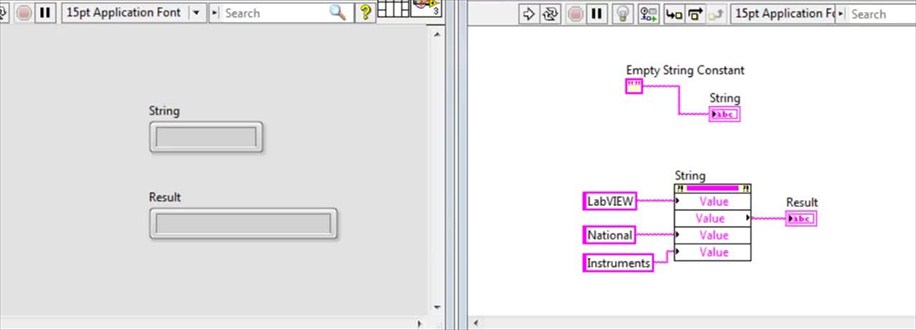 15pt Application Font
Search
3
String
Result
15pt Application Fo
Search
Empty String Constant
String
abc
String
LabVIEW
Value
Value
Result
abc
National
Value
Instruments
Value